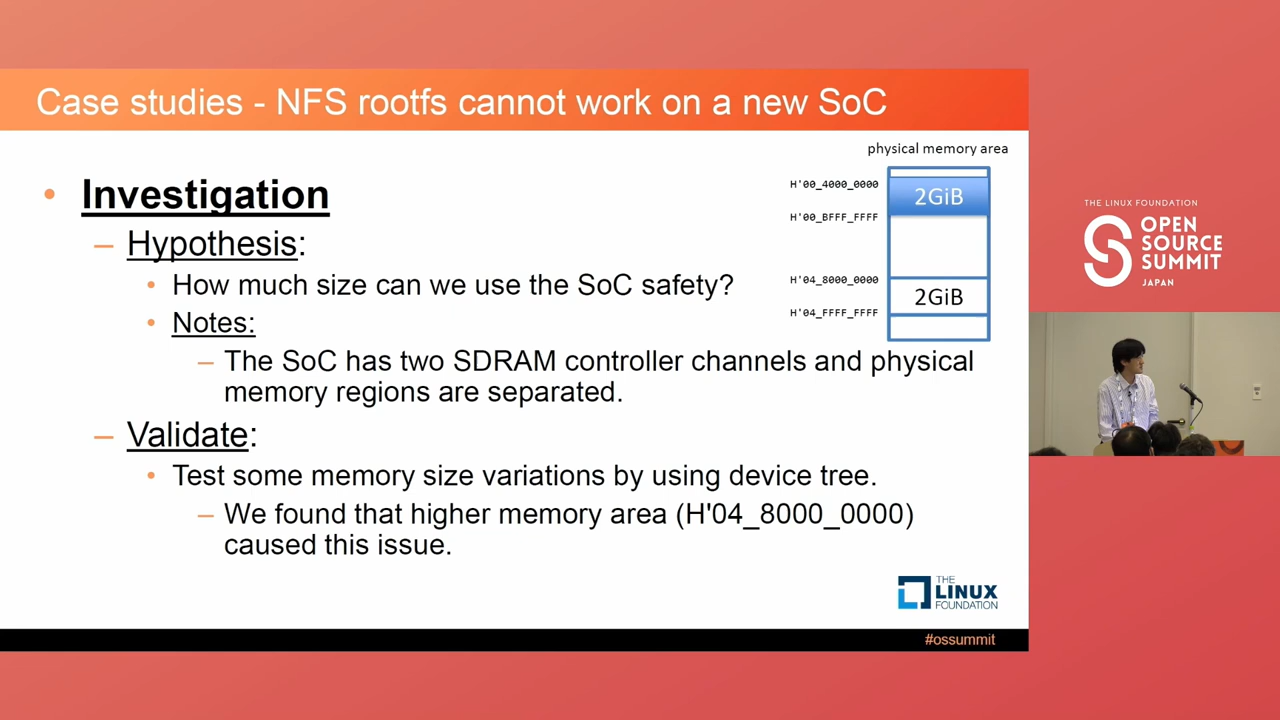 Case studies - NFS rootfs cannot work on a new SoC
physical memory area
H'00_4000_0000
2GiB
H'00_BFFF_FFFF
H'04_8000_0000
2GiB
H'04_FFFF_FFFF
• Investigation
– Hypothesis:
• How much size can we use the SoC safety?
• Notes:
– The SoC has two SDRAM controller channels and physical
memory regions are separated.
– Validate:
• Test some memory size variations by using device tree.
– We found that higher memory area (H'04_8000_0000)
caused this issue.
THE
LINUX
FOUNDATION
#ossummit
THE LINUX FOUNDATION
OPEN
SOURCE
SUMMIT
JAPAN